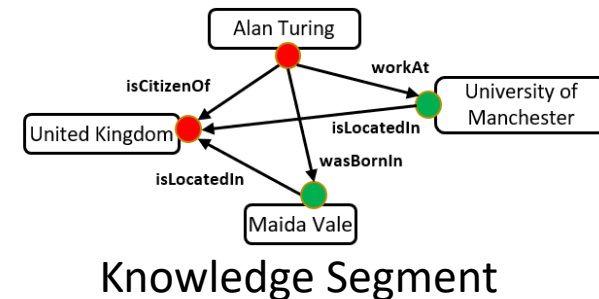 Alan Turing
workAt
isCitizenOf
University of
Manchester
United Kingdom
isLocatedIn
wasBornIn
isLocatedIn
Maida Vale
Knowledge Segment